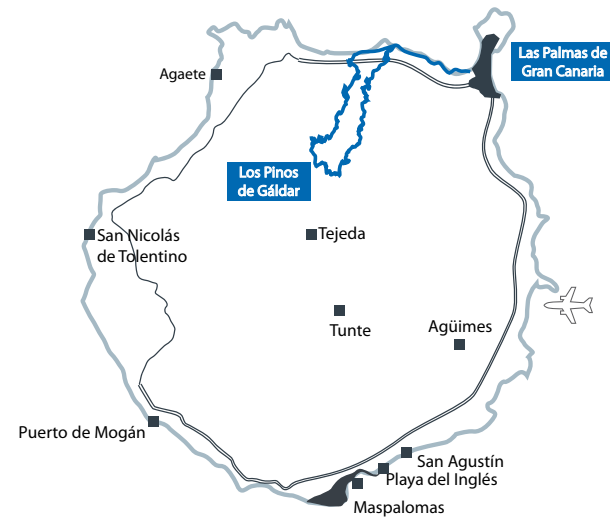 Las Palmas de
Gran Canaria
Agaete
Los Pinos
de Gáldar
San Nicolás
de Tolentino
Tejeda
Tunte
Agüimes
Puerto de Mogán
San Agustín
Playa del Inglés
Maspalomas